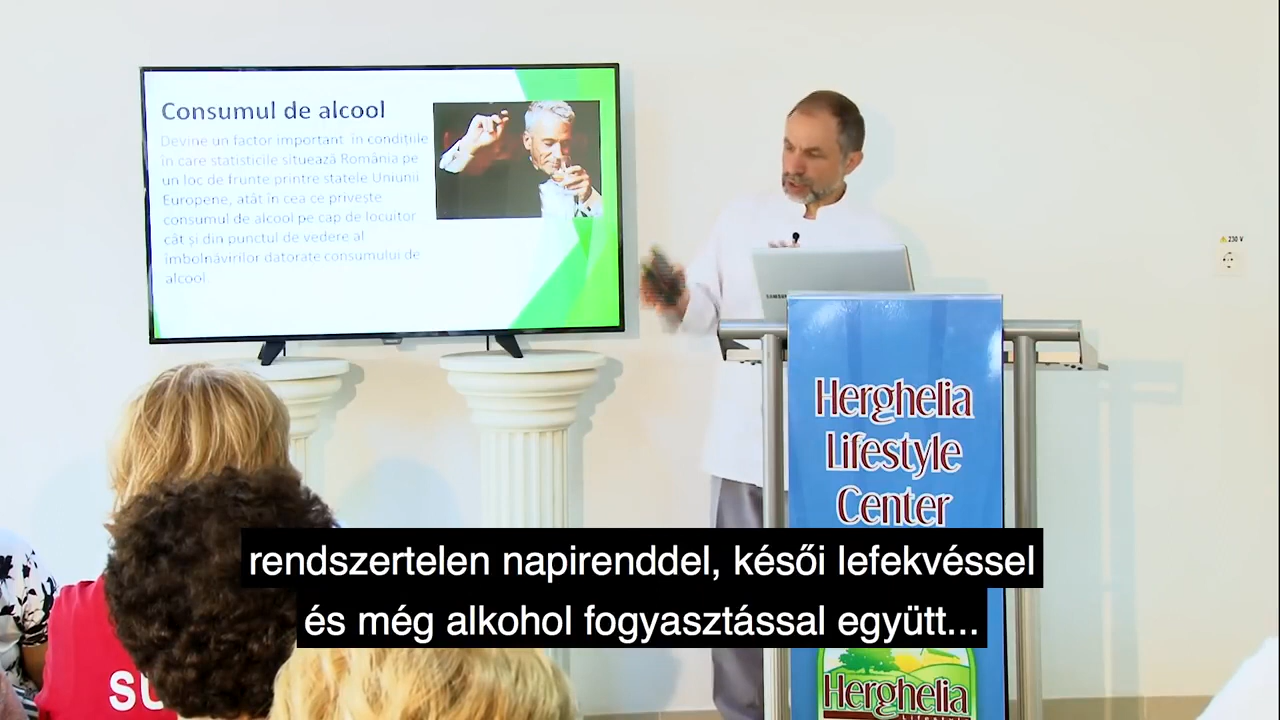 Consumul de alcool
Devine un factor important în condițiile
în care statisticile situează România pe
un loc de frunte printre statele Uniunii
Europene, atât în cea ce privește
consumul de alcool pe cap de locuitor
cât și din punctul de vedere al
îmbolnăvirilor datorate consumului de
alcool.
230 V
SAMSUNG
Herghelia
Lifestyle
Center
rendszertelen napirenddel, késői lefekvéssel
és még alkohol fogyasztással együtt...
Herghelia